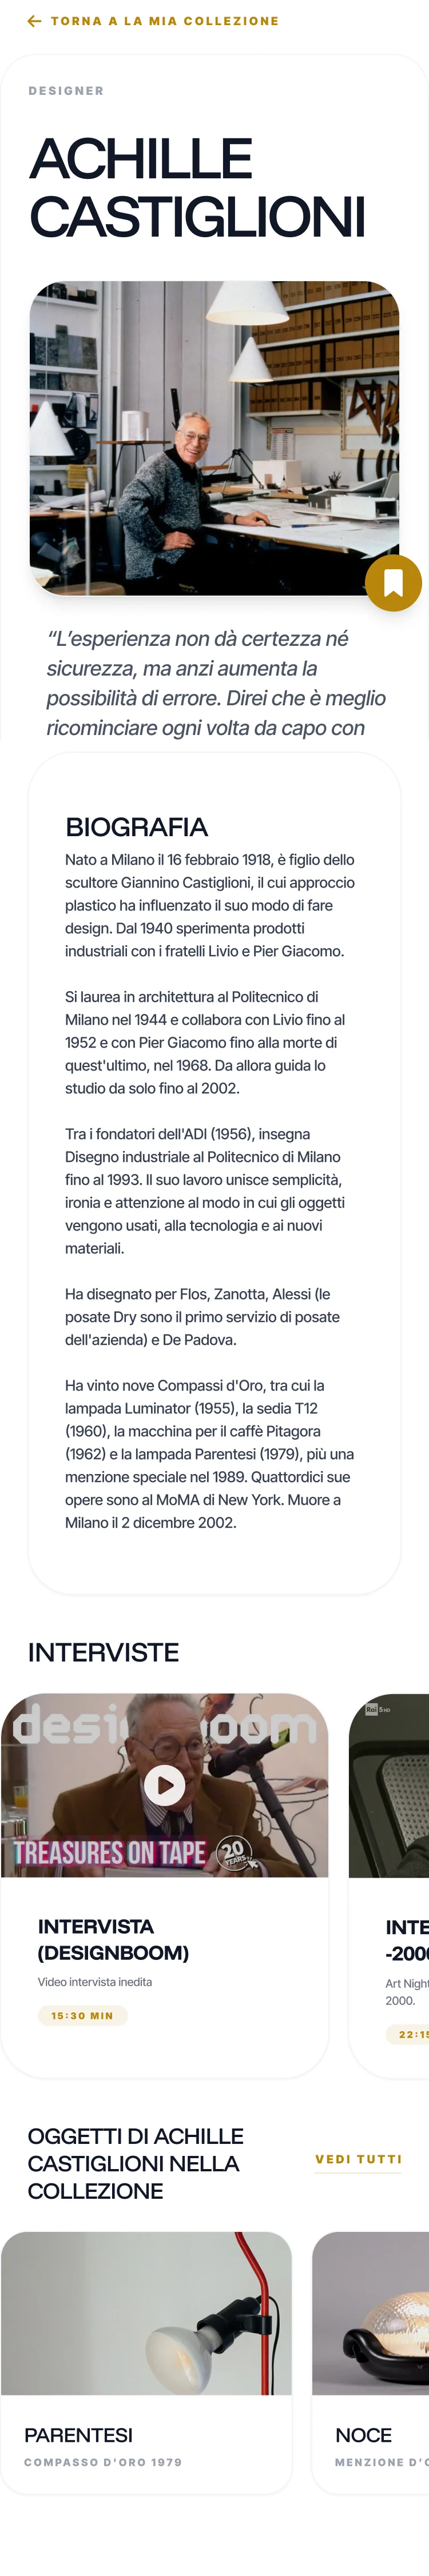 ← TORNA A LA MIA COLLEZIONE
DESIGNER
ACHILLE
CASTIGLIONI
“L’esperienza non dà certezza né
sicurezza, ma anzi aumenta la
possibilità di errore. Direi che è meglio
ricominciare ogni volta da capo con
BIOGRAFIA
Nato a Milano il 16 febbraio 1918, è figlio dello
scultore Giannino Castiglioni, il cui approccio
plastico ha influenzato il suo modo di fare
design. Dal 1940 sperimenta prodotti
industriali con i fratelli Livio e Pier Giacomo.
Si laurea in architettura al Politecnico di
Milano nel 1944 e collabora con Livio fino al
1952 e con Pier Giacomo fino alla morte di
quest'ultimo, nel 1968. Da allora guida lo
studio da solo fino al 2002.
Tra i fondatori dell'ADI (1956), insegna
Disegno industriale al Politecnico di Milano
fino al 1993. Il suo lavoro unisce semplicità,
ironia e attenzione al modo in cui gli oggetti
vengono usati, alla tecnologia e ai nuovi
materiali.
Ha disegnato per Flos, Zanotta, Alessi (le
posate Dry sono il primo servizio di posate
dell'azienda) e De Padova.
Ha vinto nove Compassi d'Oro, tra cui la
lampada Luminator (1955), la sedia T12
(1960), la macchina per il caffè Pitagora
(1962) e la lampada Parentesi (1979), più una
menzione speciale nel 1989. Quattordici sue
opere sono al MoMA di New York. Muore a
Milano il 2 dicembre 2002.
INTERVISTE
desig boom
Rai 5 HD
TREASURES ON TAPE
20
YEARS
INTERVISTA
(DESIGNBOOM)
Video intervista inedita
15:30 MIN
INTE
-2000
Art Night
2000.
22:15
OGGETTI DI ACHILLE
CASTIGLIONI NELLA
COLLEZIONE
VEDI TUTTI
PARENTESI
COMPASSO D'ORO 1979
NOCE
MENZIONE D'O